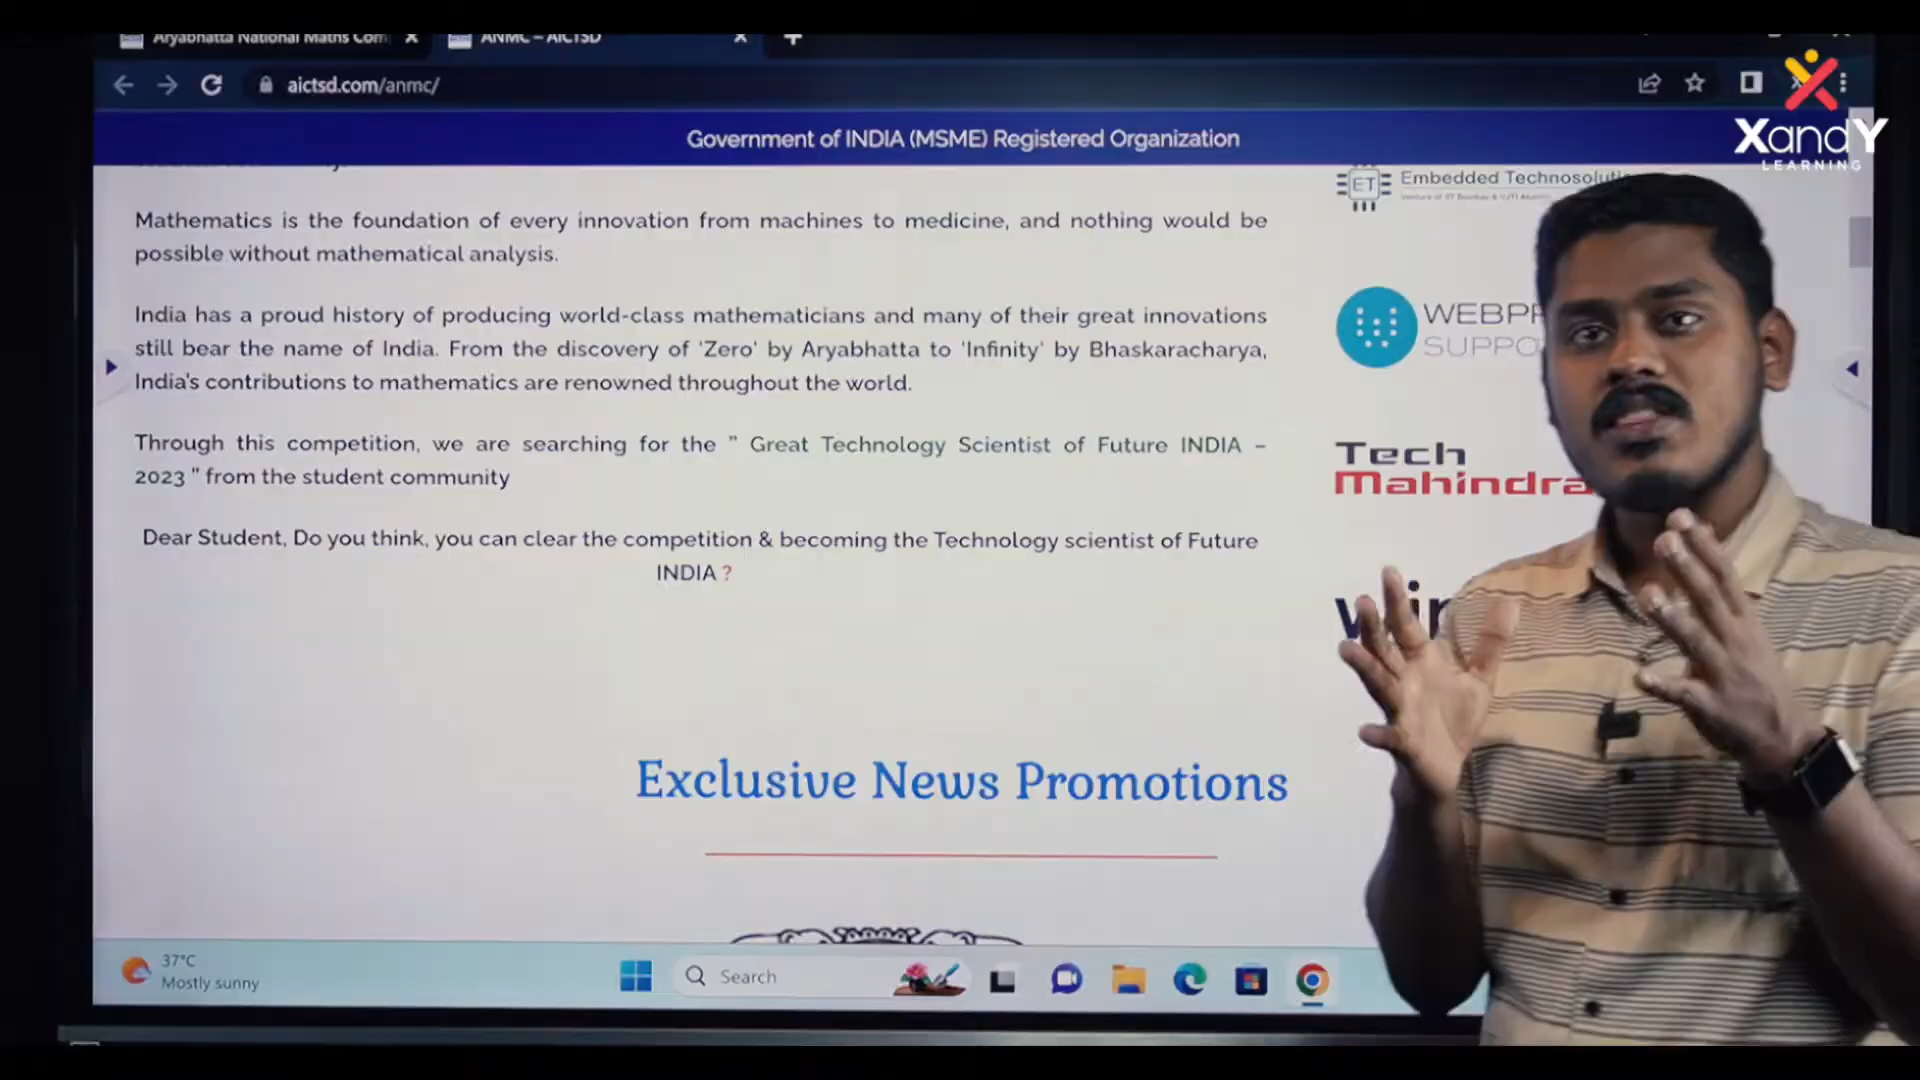 Aryabhatta National Maths Com
ANMC – AICTSD
aictsd.com/anmc/
XandY
LEARNING
Government of INDIA (MSME) Registered Organization
ET
Embedded Technosoluti
Mathematics is the foundation of every innovation from machines to medicine, and nothing would be
possible without mathematical analysis.
WEBPR
SUPPO
India has a proud history of producing world-class mathematicians and many of their great innovations
still bear the name of India. From the discovery of 'Zero' by Aryabhatta to 'Infinity' by Bhaskaracharya,
India's contributions to mathematics are renowned throughout the world.
Through this competition, we are searching for the " Great Technology Scientist of Future INDIA –
2023 " from the student community
Tech
Mahindra
Dear Student, Do you think, you can clear the competition & becoming the Technology scientist of Future
INDIA ?
Exclusive News Promotions
37°C
Mostly sunny
Search